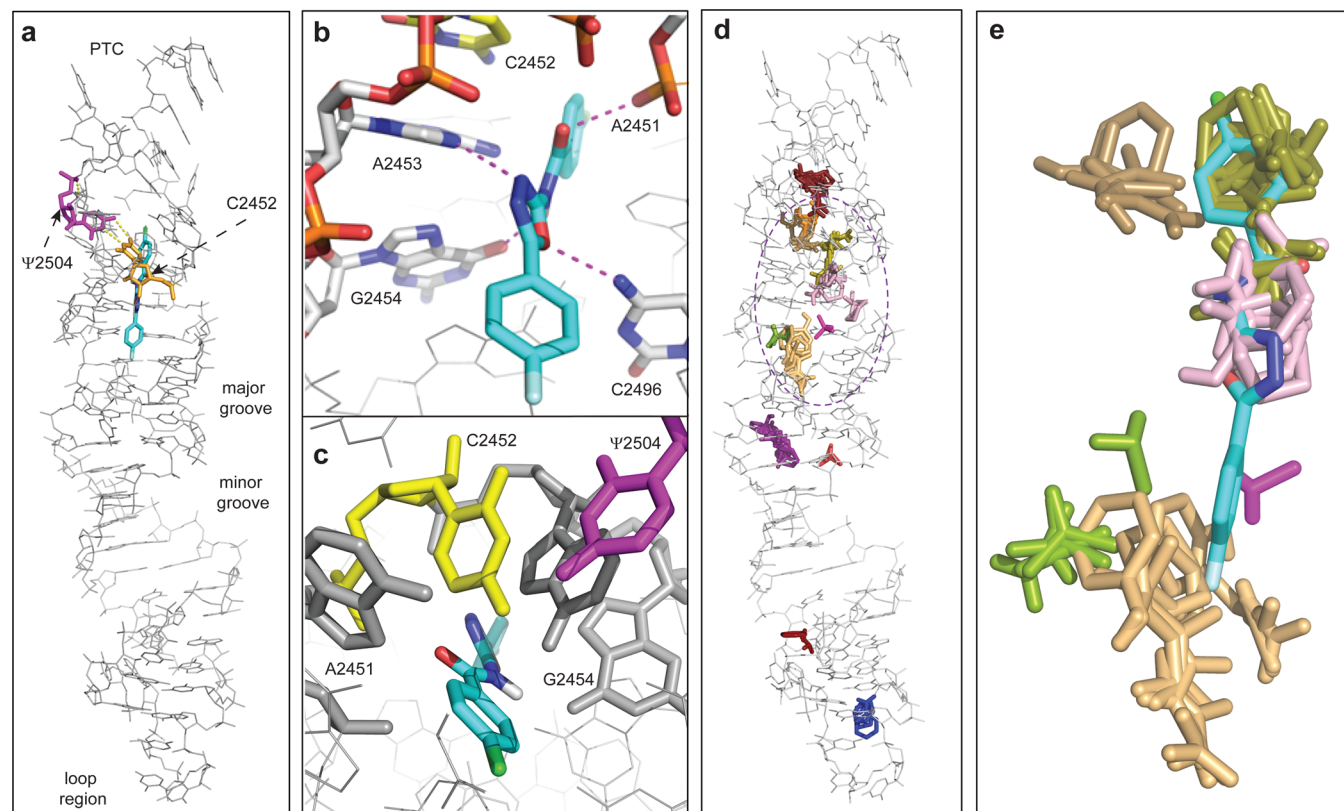 a
PTC
C2452
Ψ2504
major
groove
minor
groove
loop
region
b
C2452
A2451
A2453
G2454
C2496
c
C2452
Ψ2504
A2451
G2454
d
e